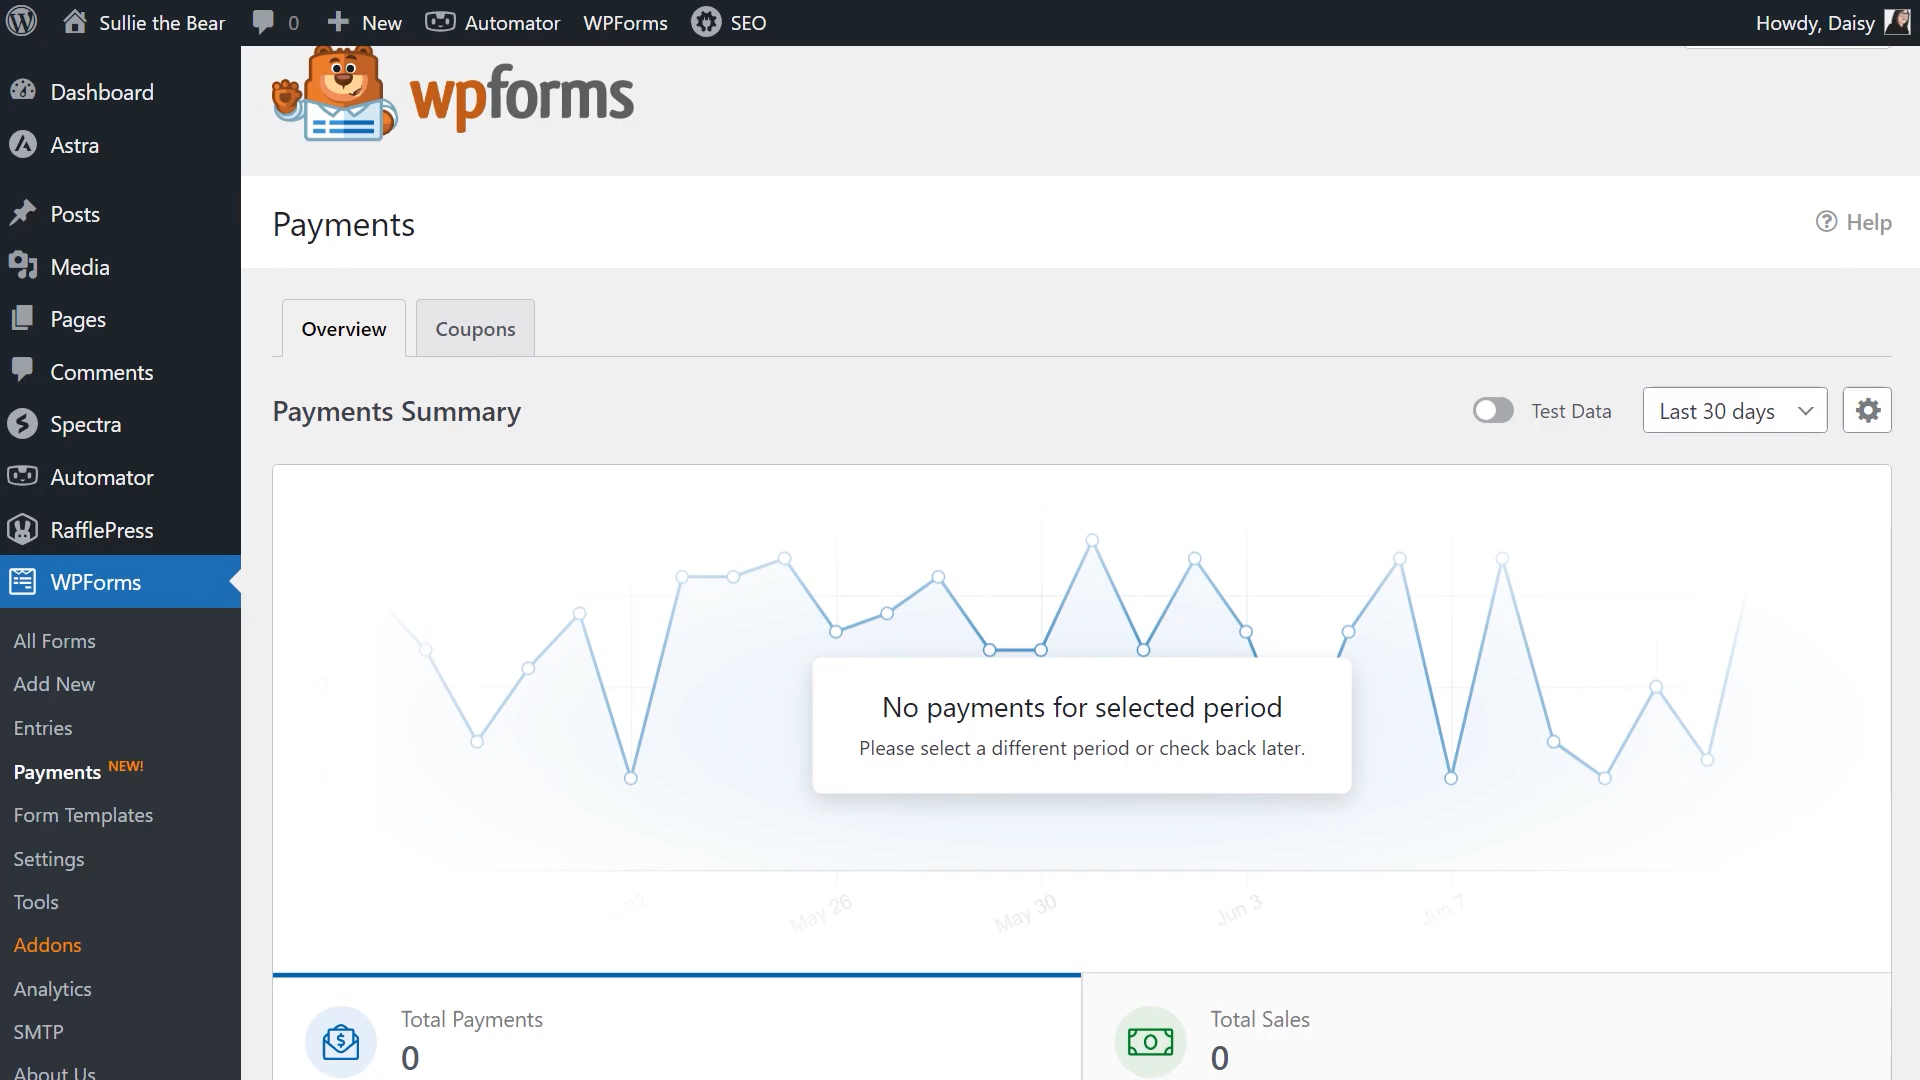 Sullie the Bear 0 New Automator WPForms SEO Howdy, Daisy
wpforms
Dashboard
Astra
Posts
Media
Pages
Comments
Spectra
Automator
RafflePress
WPForms
All Forms
Add New
Entries
Payments NEW!
Form Templates
Settings
Tools
Addons
Analytics
SMTP
About Us
Payments
Help
Overview Coupons
Payments Summary
Test Data
Last 30 days
No payments for selected period
Please select a different period or check back later.
May 26 May 30 Jun 3 Jun 7
Total Payments
0
Total Sales
0